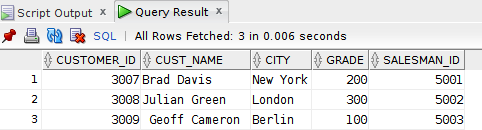 Script Output × Query Result ×
SQL | All Rows Fetched: 3 in 0.006 seconds
CUSTOMER_ID CUST_NAME CITY GRADE SALESMAN_ID
1 3007 Brad Davis New York 200 5001
2 3008 Julian Green London 300 5002
3 3009 Geoff Cameron Berlin 100 5003